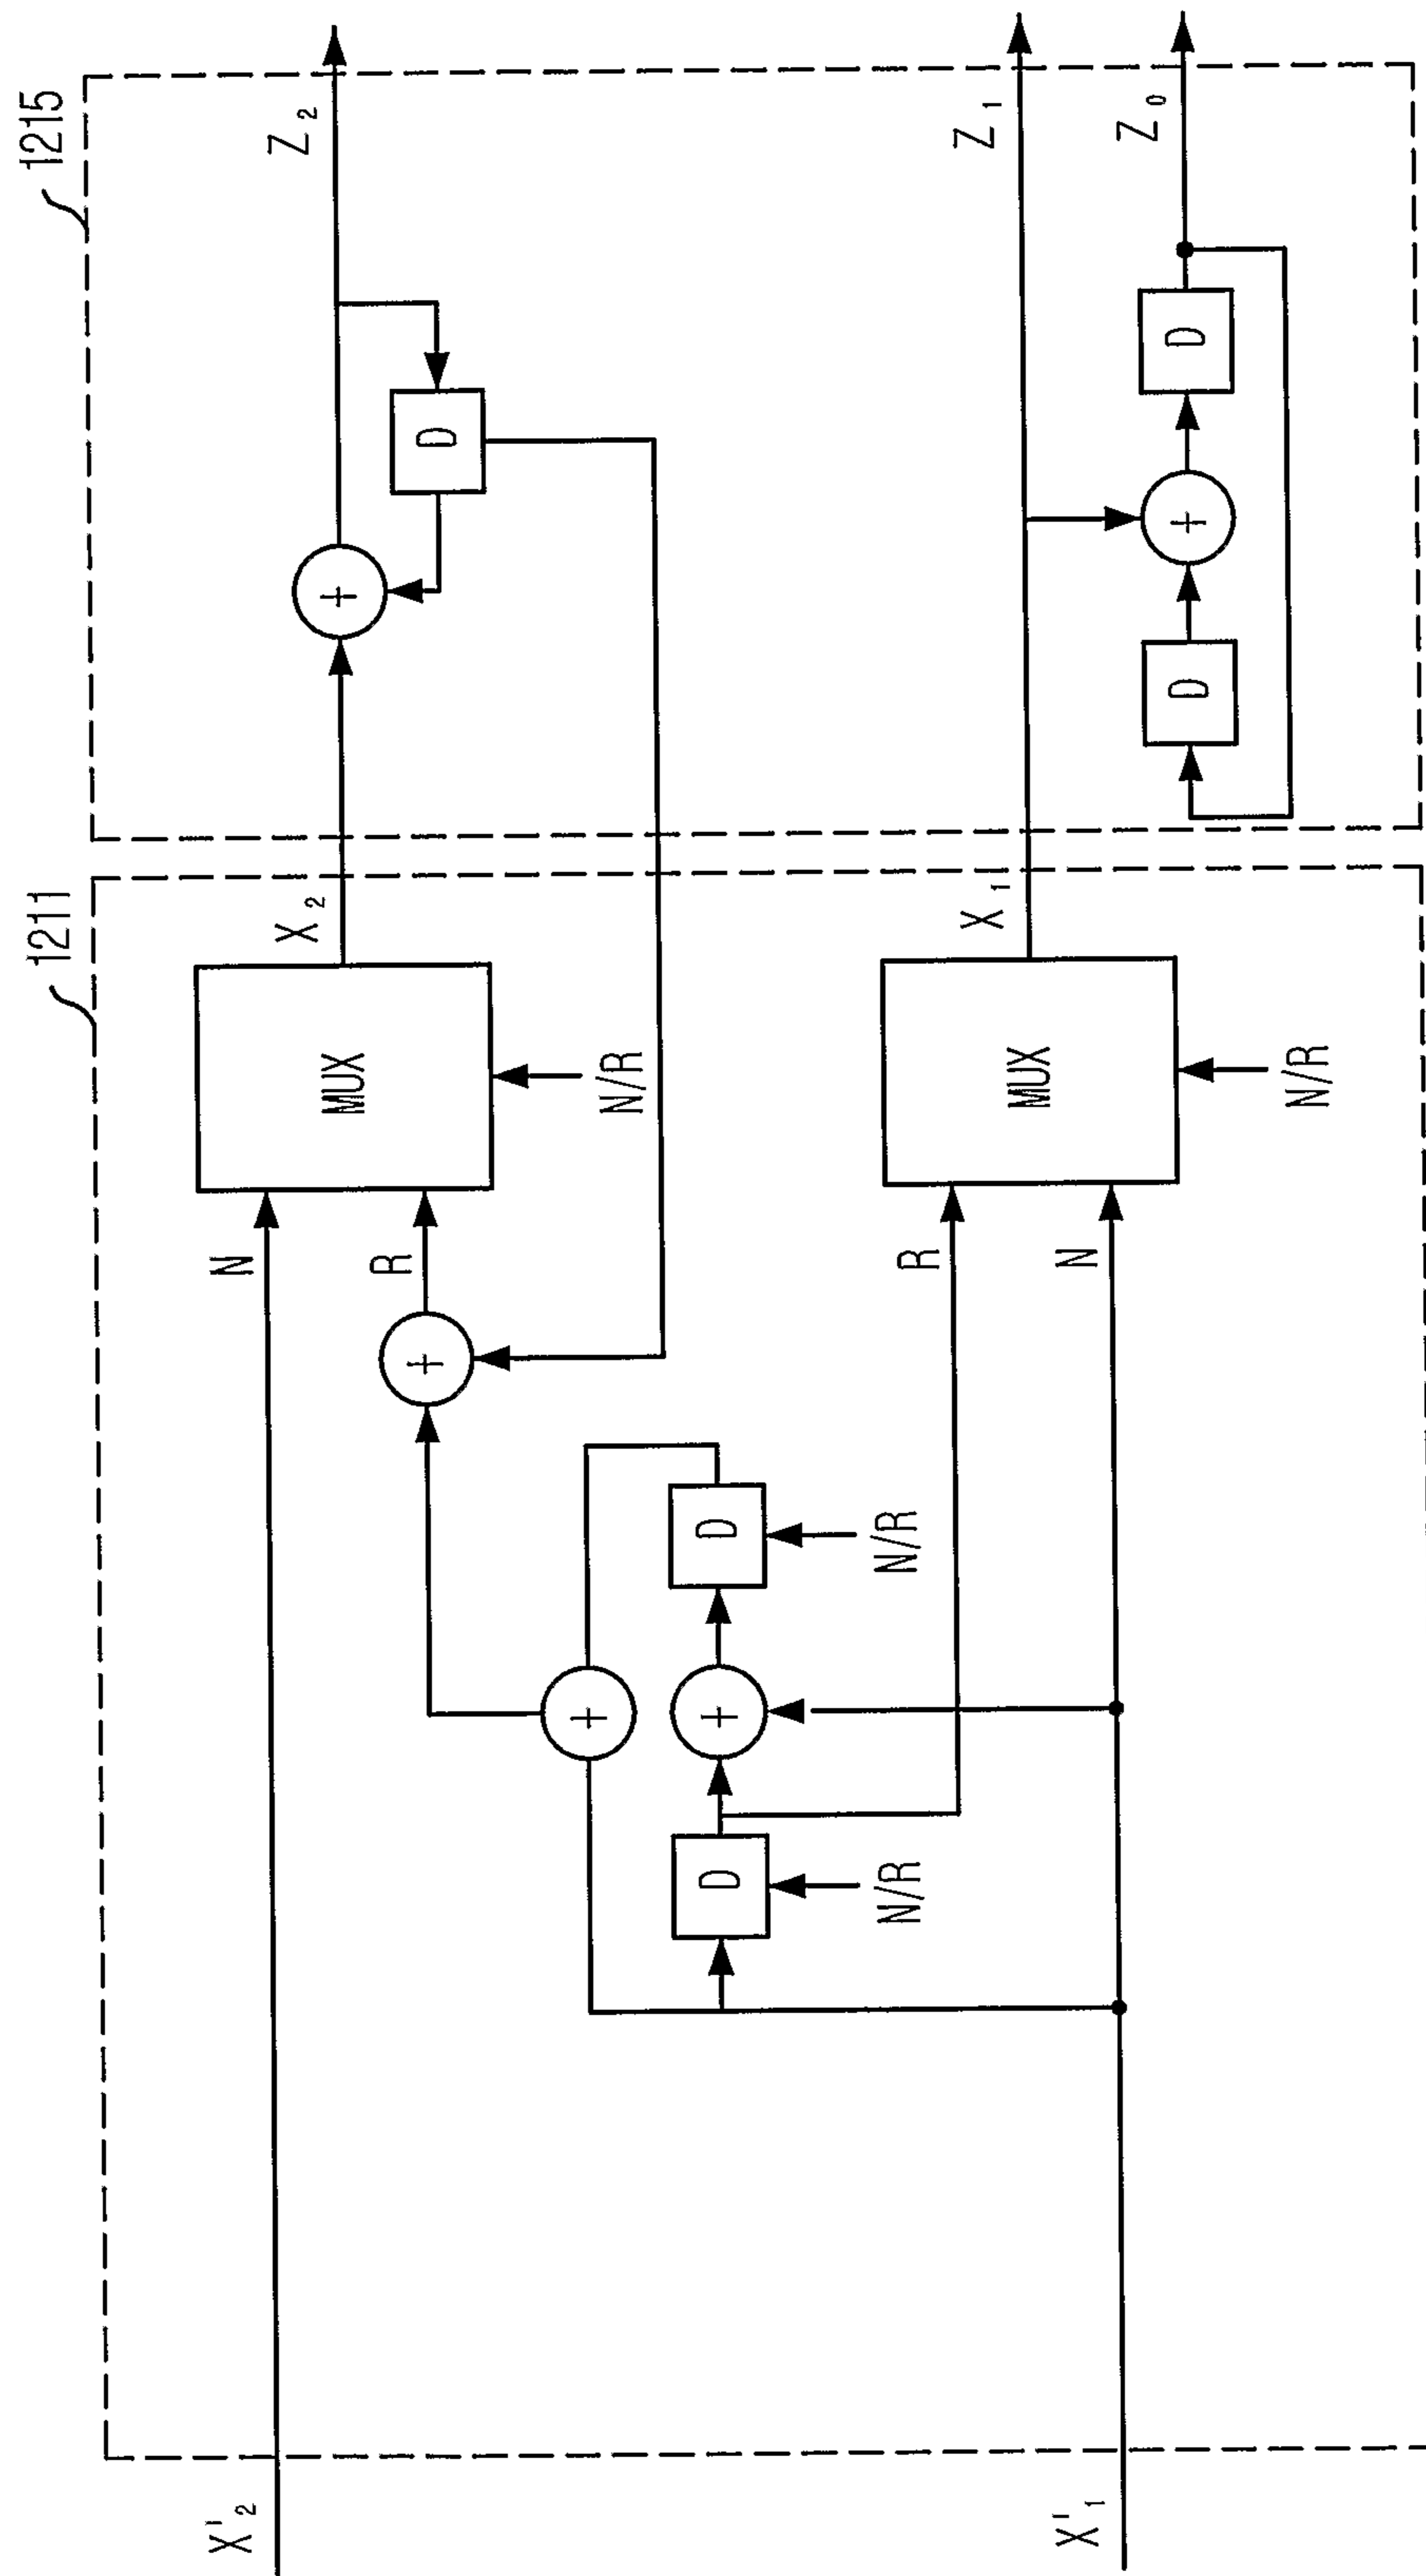 1211
1215
X'2
N
MUX
X2
+
Z2
R
+
D
N/R
+
D
+
D
N/R
N/R
R
MUX
X1
Z1
X'1
N
N/R
D
+
D
Z0